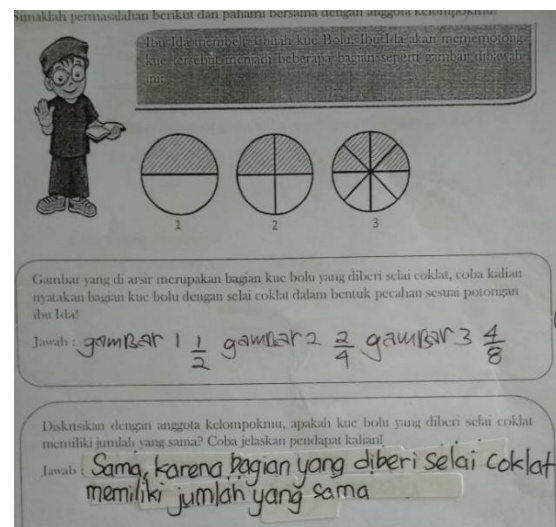 Simaklah permasalahan berikut dan pahami bersama dengan anggota kelompokmu!
Ibu Ida membeli sebuah kue Bolu. Ibu Ida akan mememotong
kue tersebut menjadi beberapa bagian seperti gambar dibawah
ini:
1 2 3
Gambar yang di arsir merupakan bagian kue bolu yang diberi selai coklat, coba kalian
nyatakan bagian kue bolu dengan selai coklat dalam bentuk pecahan sesuai potongan
ibu Ida!
Jawab : gambar 1 1/2 gambar 2 2/4 gambar 3 4/8
Diskusikan dengan anggota kelompokmu, apakah kue bolu yang diberi selai coklat
memiliki jumlah yang sama? Coba jelaskan pendapat kalian!
Jawab : Sama, karena bagian yang diberi selai coklat
memiliki jumlah yang sama